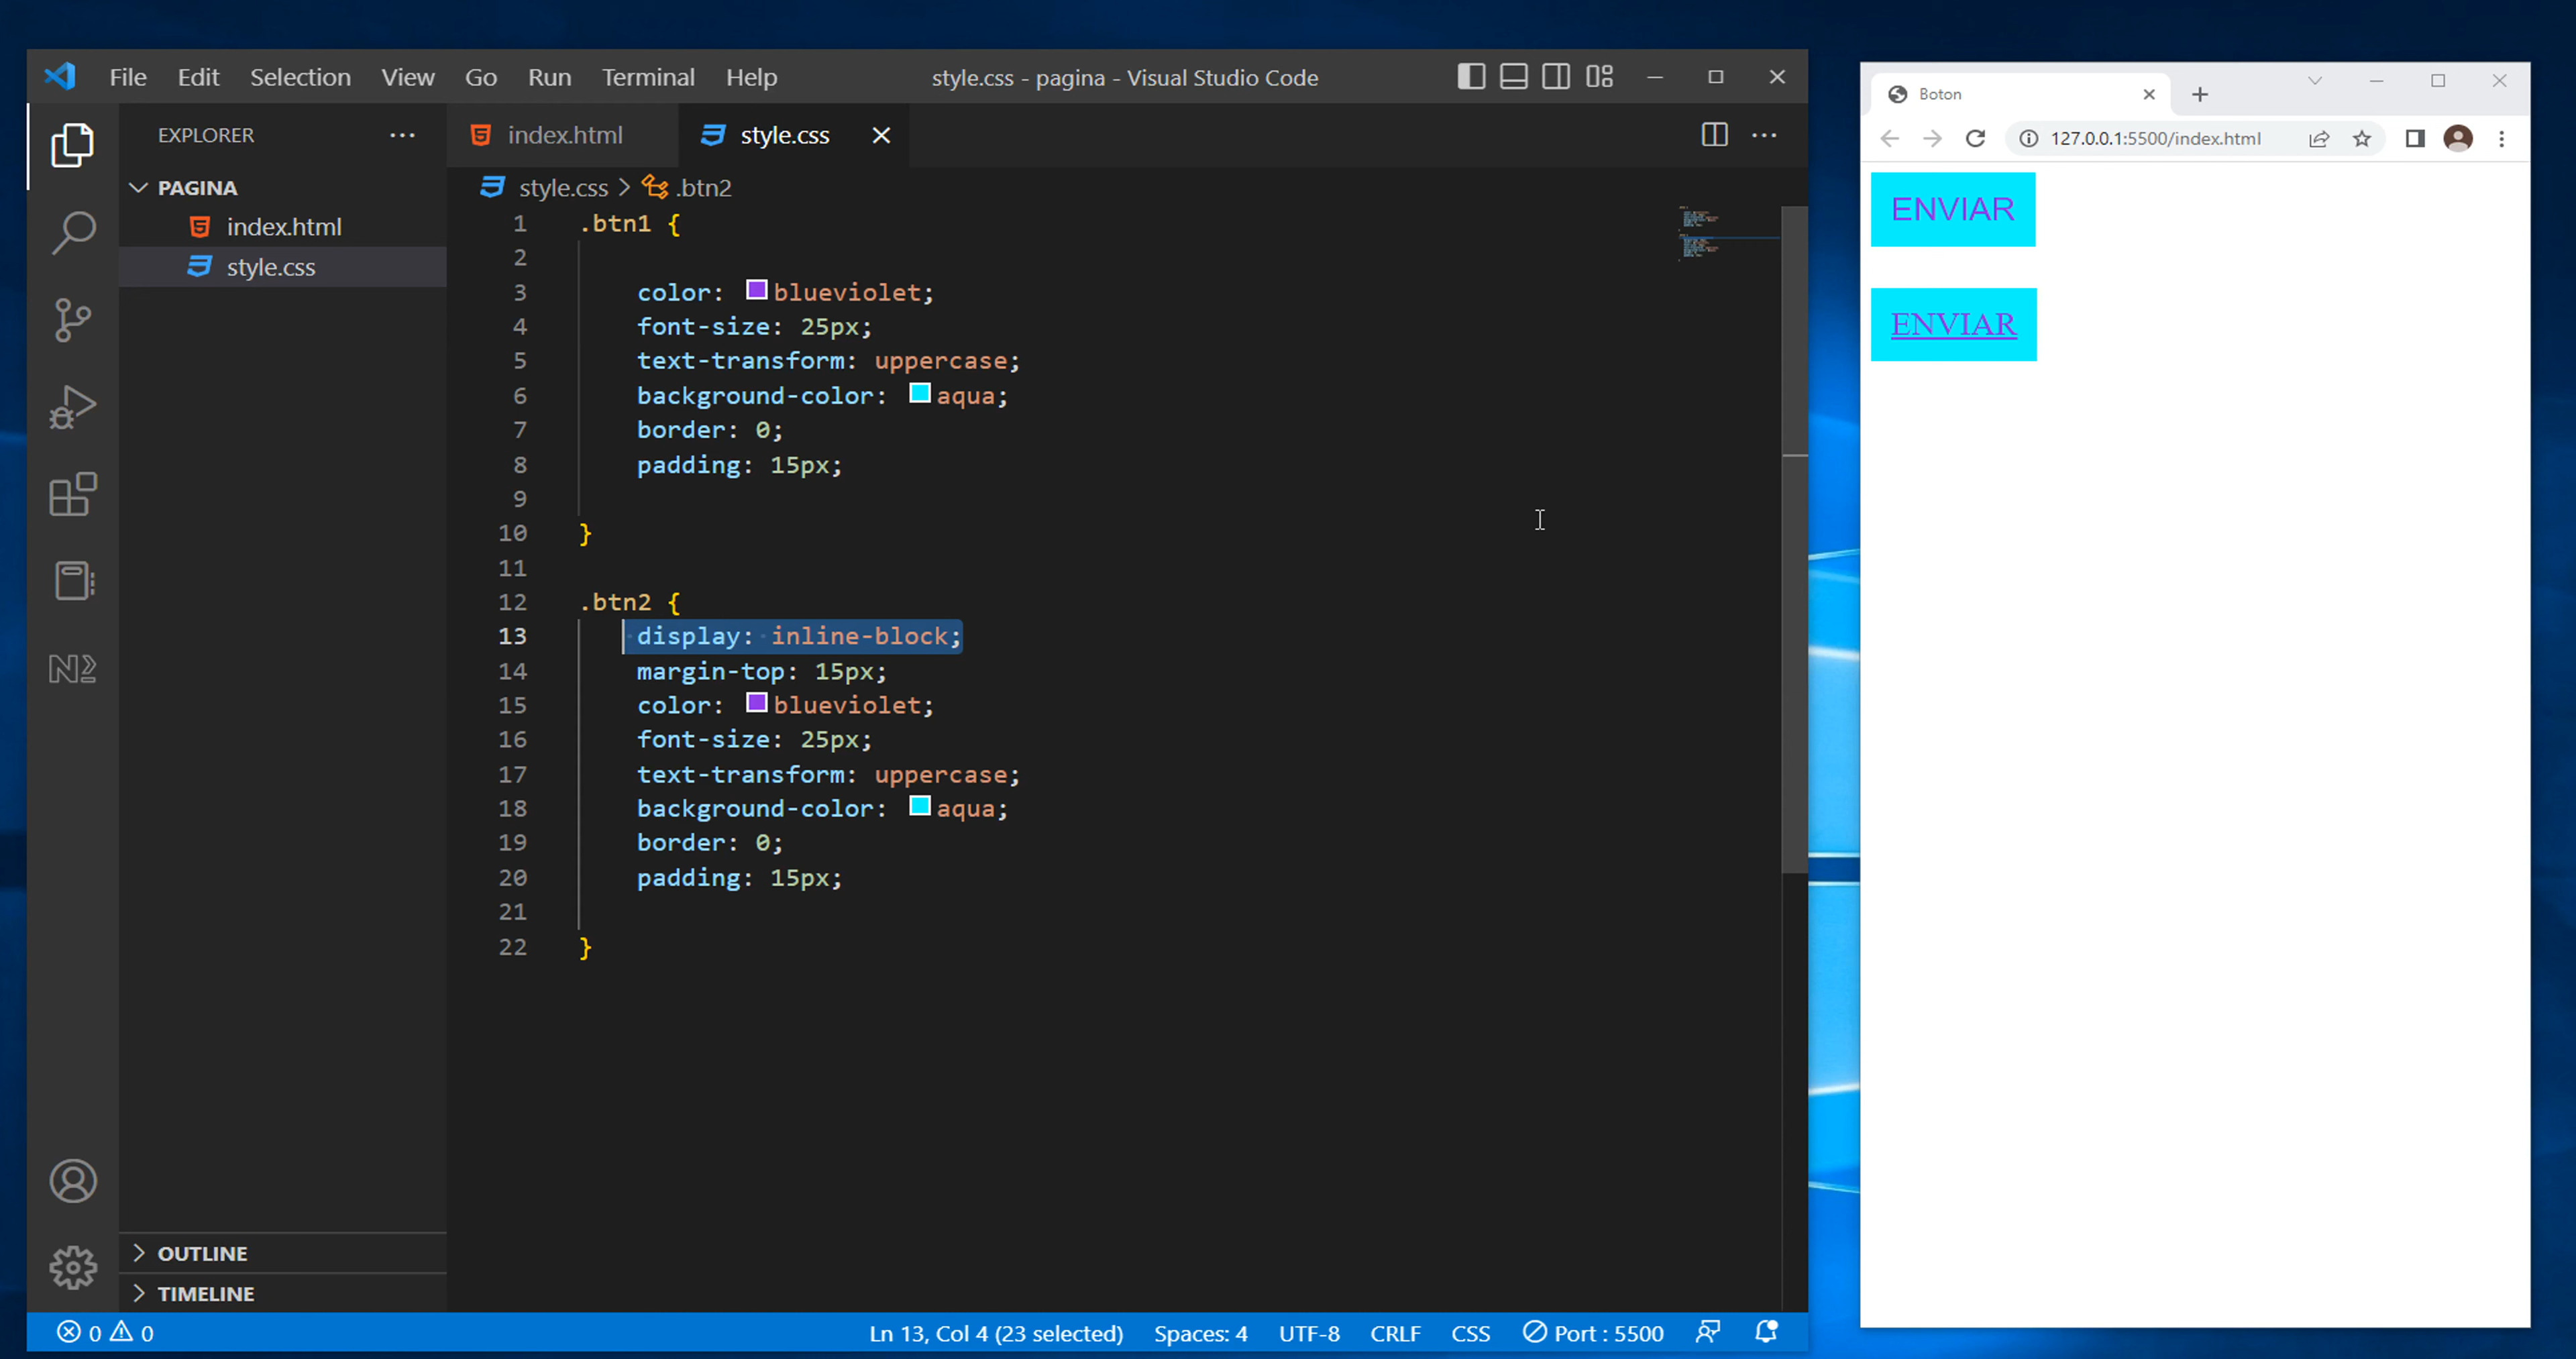 File Edit Selection View Go Run Terminal Help
style.css - pagina - Visual Studio Code
EXPLORER
PAGINA
index.html
style.css
OUTLINE
TIMELINE
index.html
style.css
style.css > .btn2
1 .btn1 {
2
3 color: blueviolet;
4 font-size: 25px;
5 text-transform: uppercase;
6 background-color: aqua;
7 border: 0;
8 padding: 15px;
9
10 }
11
12 .btn2 {
13 display: inline-block;
14 margin-top: 15px;
15 color: blueviolet;
16 font-size: 25px;
17 text-transform: uppercase;
18 background-color: aqua;
19 border: 0;
20 padding: 15px;
21
22 }
0 0
Ln 13, Col 4 (23 selected) Spaces: 4 UTF-8 CRLF CSS Port : 5500
Boton
127.0.0.1:5500/index.html
ENVIAR
ENVIAR